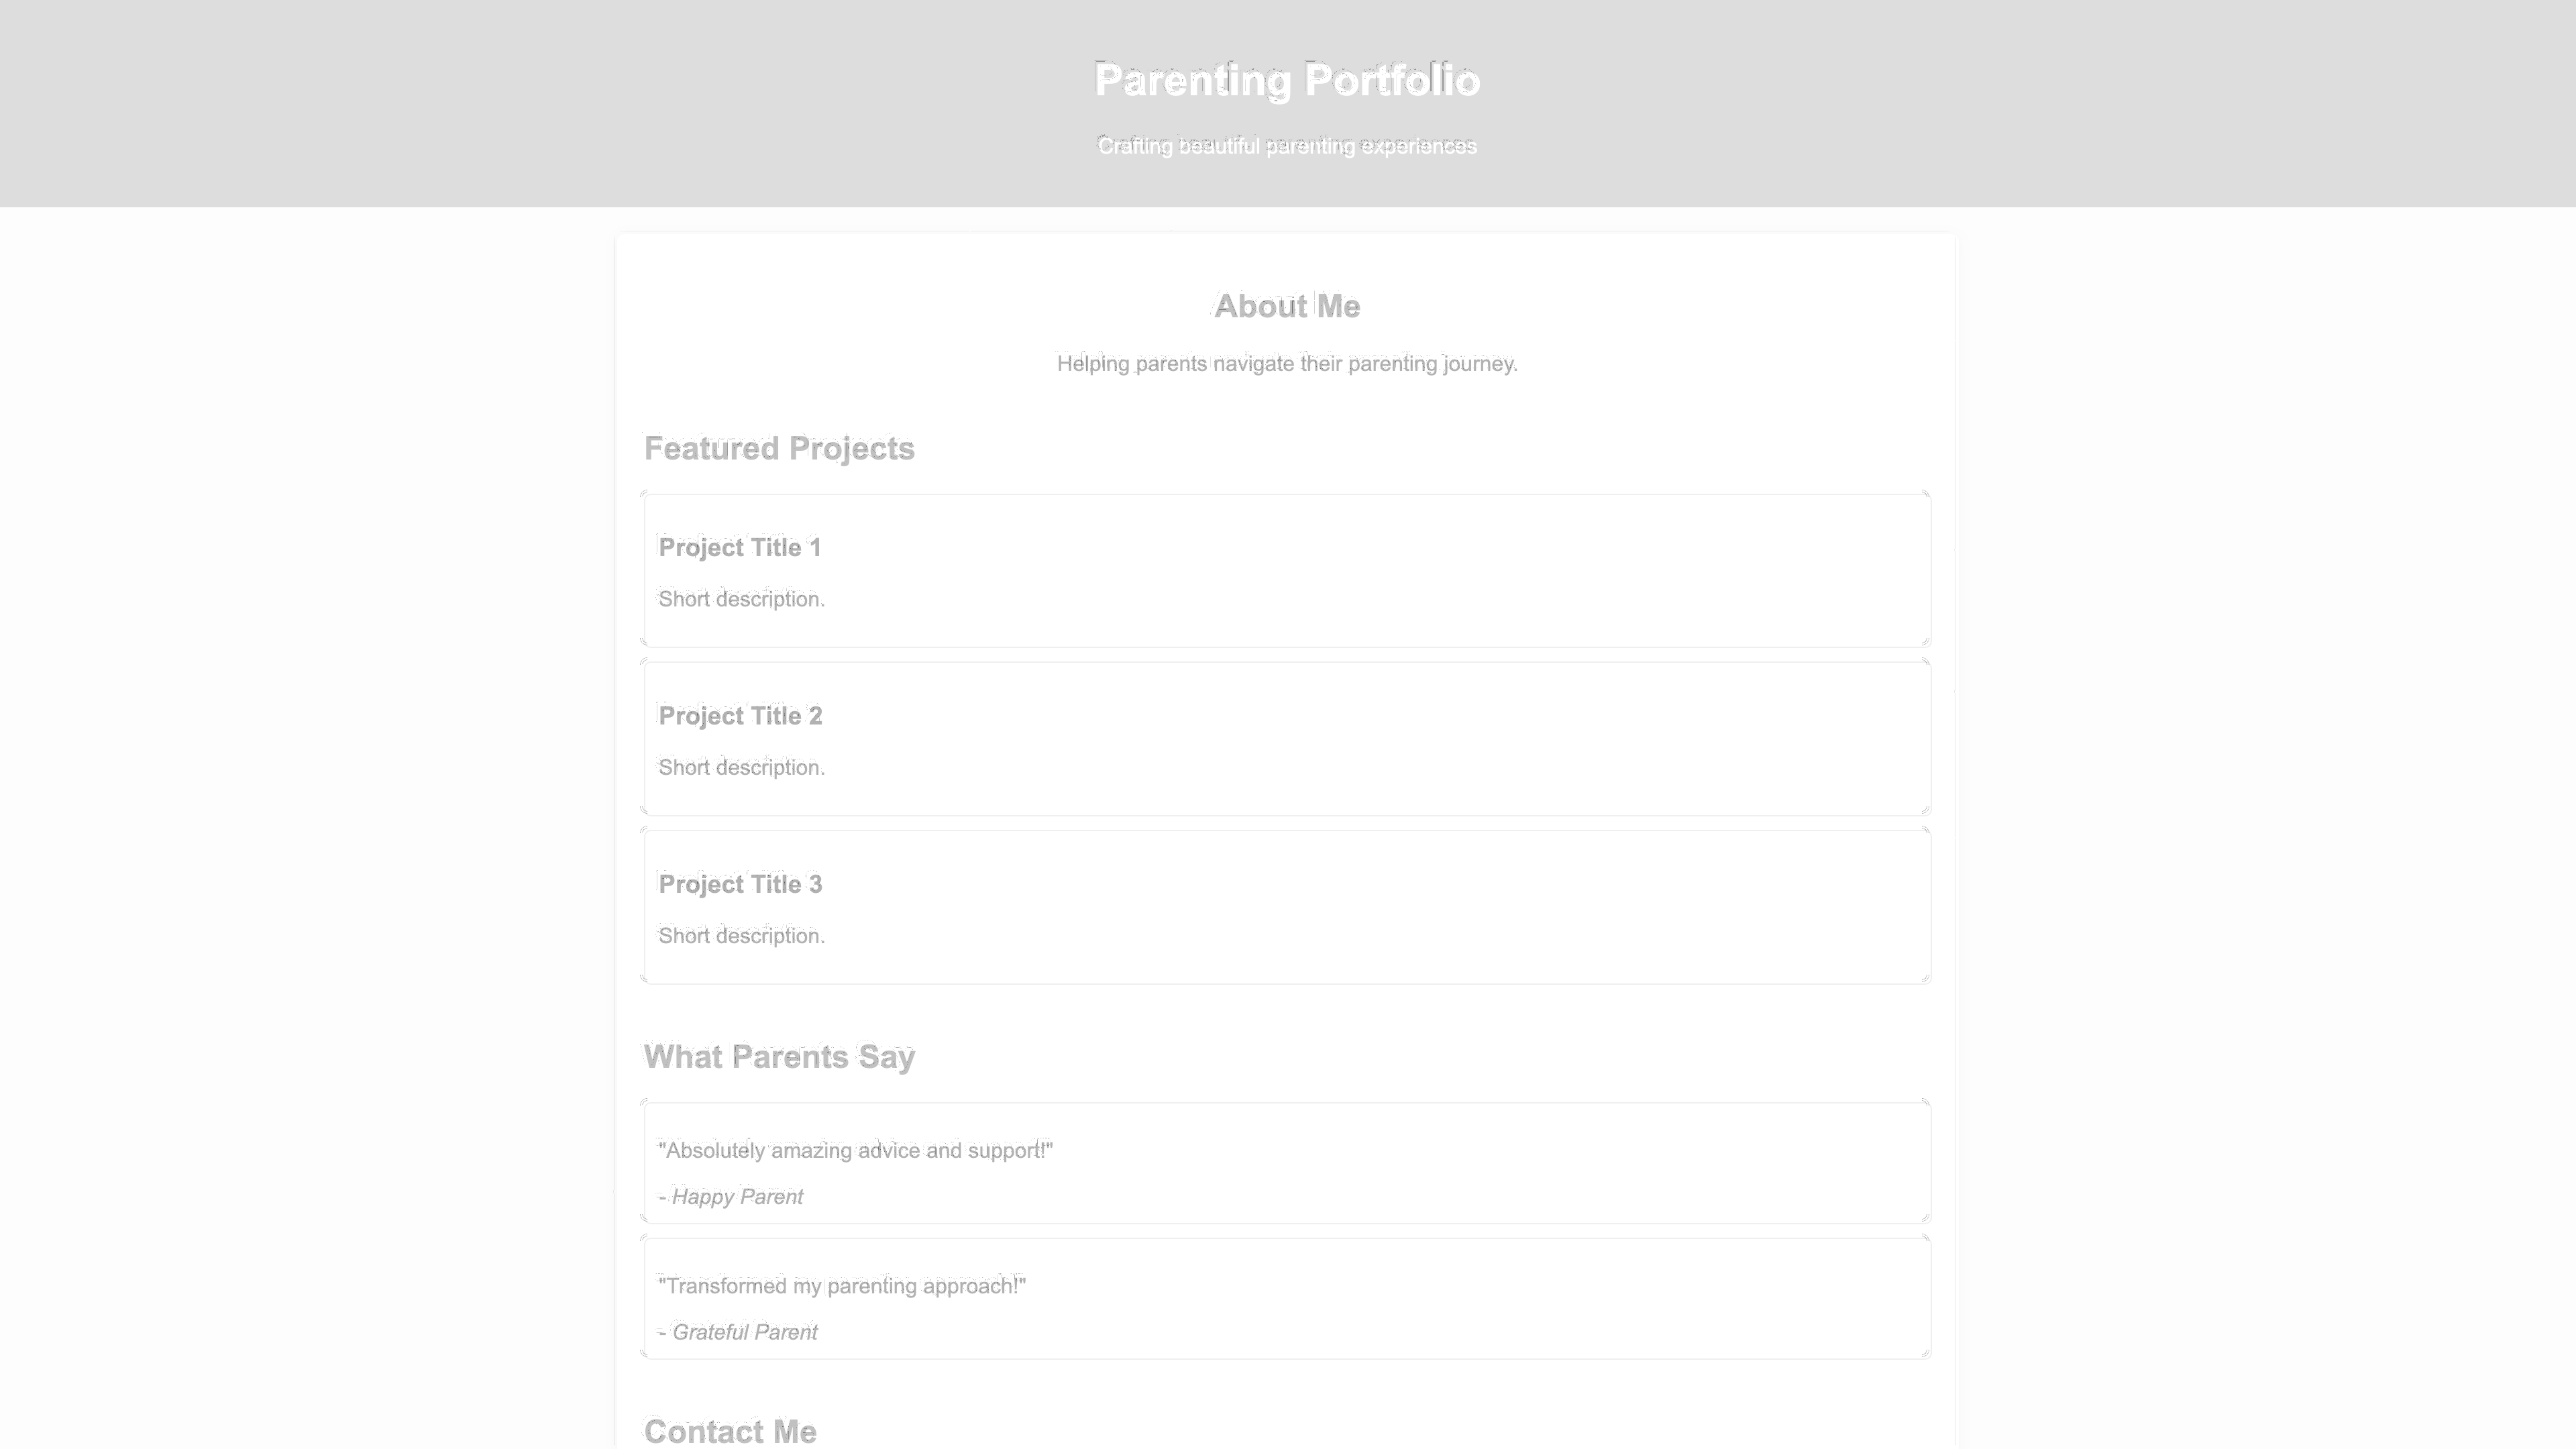 Parenting Portfolio
Crafting beautiful parenting experiences
About Me
Helping parents navigate their parenting journey.
Featured Projects
Project Title 1
Short description.
Project Title 2
Short description.
Project Title 3
Short description.
What Parents Say
"Absolutely amazing advice and support!"
- Happy Parent
"Transformed my parenting approach!"
- Grateful Parent
Contact Me